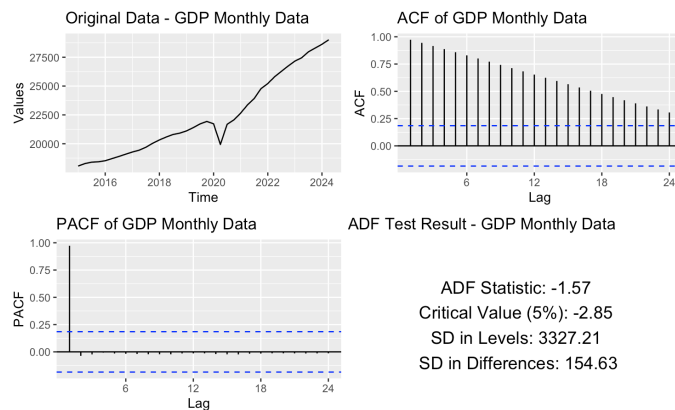 Original Data - GDP Monthly Data
27500
25000
22500
20000
Values
2016 2018 2020 2022 2024
Time
ACF of GDP Monthly Data
1.00
0.75
0.50
0.25
0.00
ACF
6 12 18 24
Lag
PACF of GDP Monthly Data
1.00
0.75
0.50
0.25
0.00
PACF
6 12 18 24
Lag
ADF Test Result - GDP Monthly Data
ADF Statistic: -1.57
Critical Value (5%): -2.85
SD in Levels: 3327.21
SD in Differences: 154.63